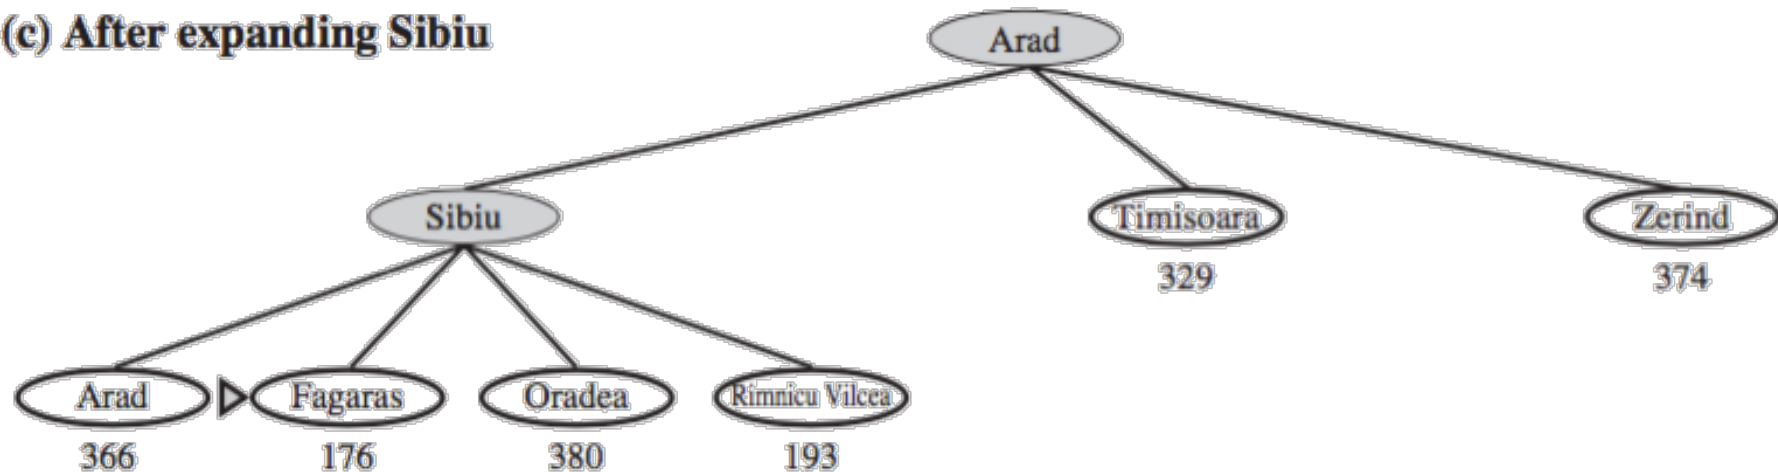 (c) After expanding Sibiu
Arad
Sibiu
Timisoara
Zerind
329
374
Arad
Fagaras
Oradea
Rimnicu Vilcea
366
176
380
193